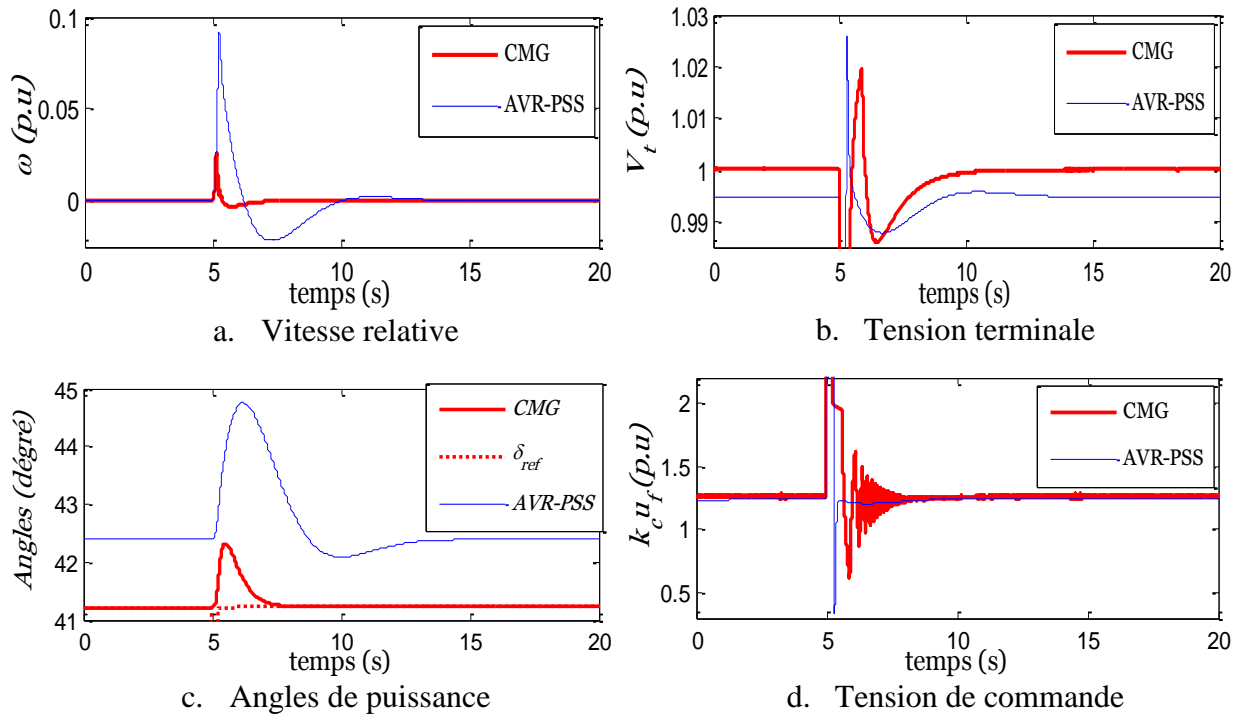 0.1
0.05
0
ω (p.u)
CMG
AVR-PSS
0 5 10 15 20
temps (s)
a. Vitesse relative
1.03
1.02
1.01
1
0.99
V_t (p.u)
CMG
AVR-PSS
0 5 10 15 20
temps (s)
b. Tension terminale
45
44
43
42
41
Angles (dégré)
CMG
δ_ref
AVR-PSS
0 5 10 15 20
temps (s)
c. Angles de puissance
2
1.5
1
0.5
k_c u_f (p.u)
CMG
AVR-PSS
0 5 10 15 20
temps (s)
d. Tension de commande